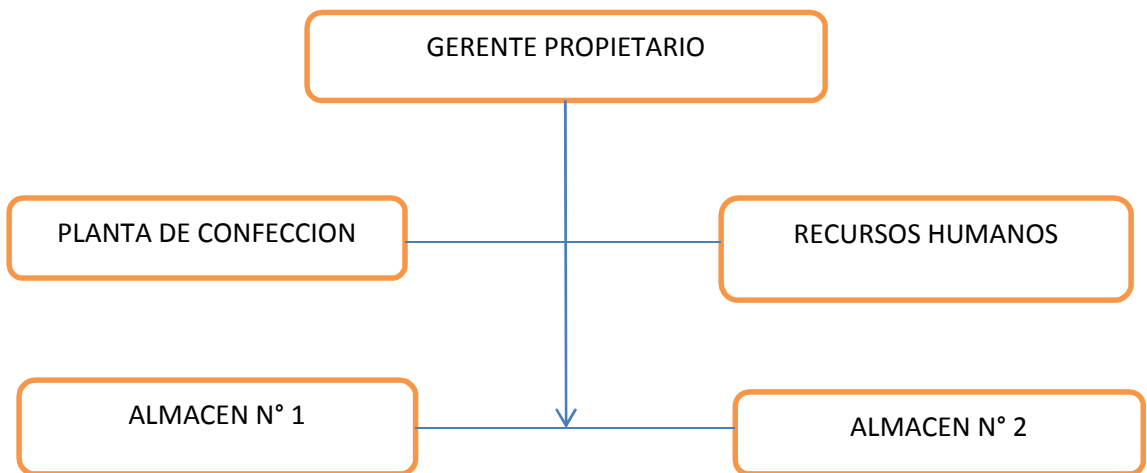 GERENTE PROPIETARIO
PLANTA DE CONFECCION
RECURSOS HUMANOS
ALMACEN N° 1
ALMACEN N° 2